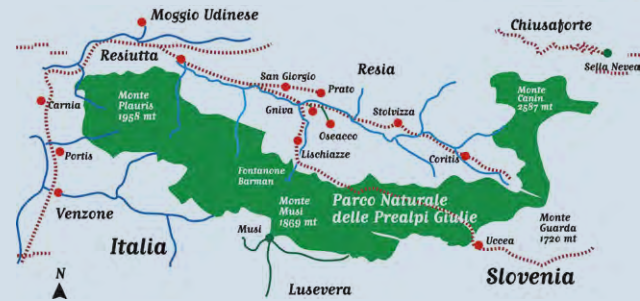 Moggio Udinese
Chiusaforte
Resiutta
Sella Nevea
San Giorgio
Resia
Prato
Monte
Plauris
1958 mt
Monte
Canin
2587 mt
Carnia
Gniva
Stolvizza
Oseacco
Lischiazze
Coritis
Portis
Fontanone
Barman
Venzone
Monte
Musi
1869 mt
Parco Naturale
delle Prealpi Giulie
Monte
Guarda
1720 mt
Italia
Musi
Uccea
N
Lusevera
Slovenia